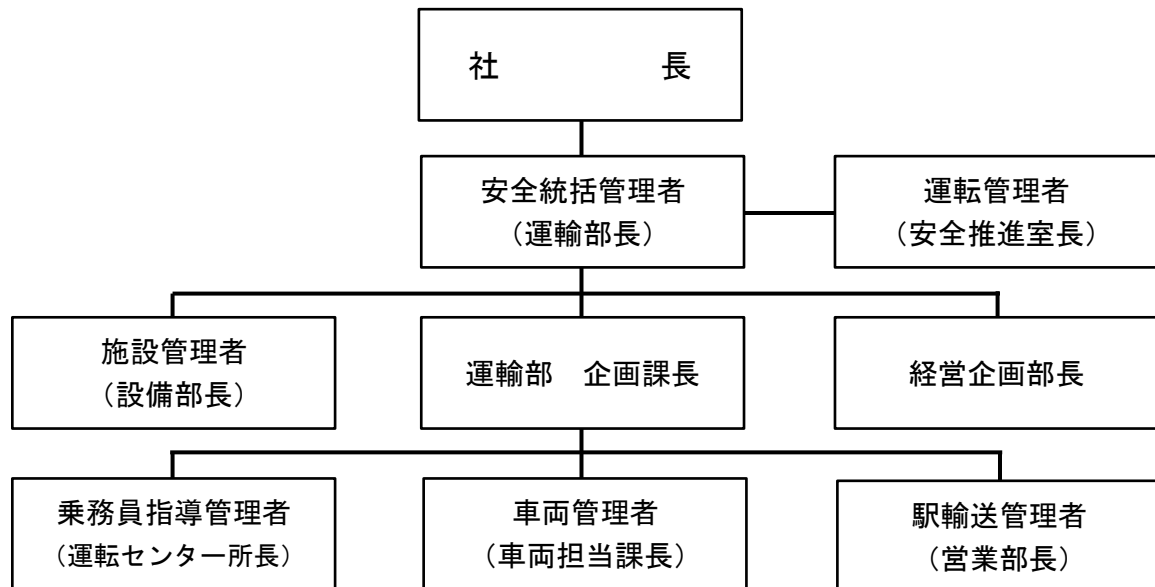 社　　　　　長
安全統括管理者
（運輸部長）
運転管理者
（安全推進室長）
施設管理者
（設備部長）
運輸部　企画課長
経営企画部長
乗務員指導管理者
（運転センター所長）
車両管理者
（車両担当課長）
駅輸送管理者
（営業部長）